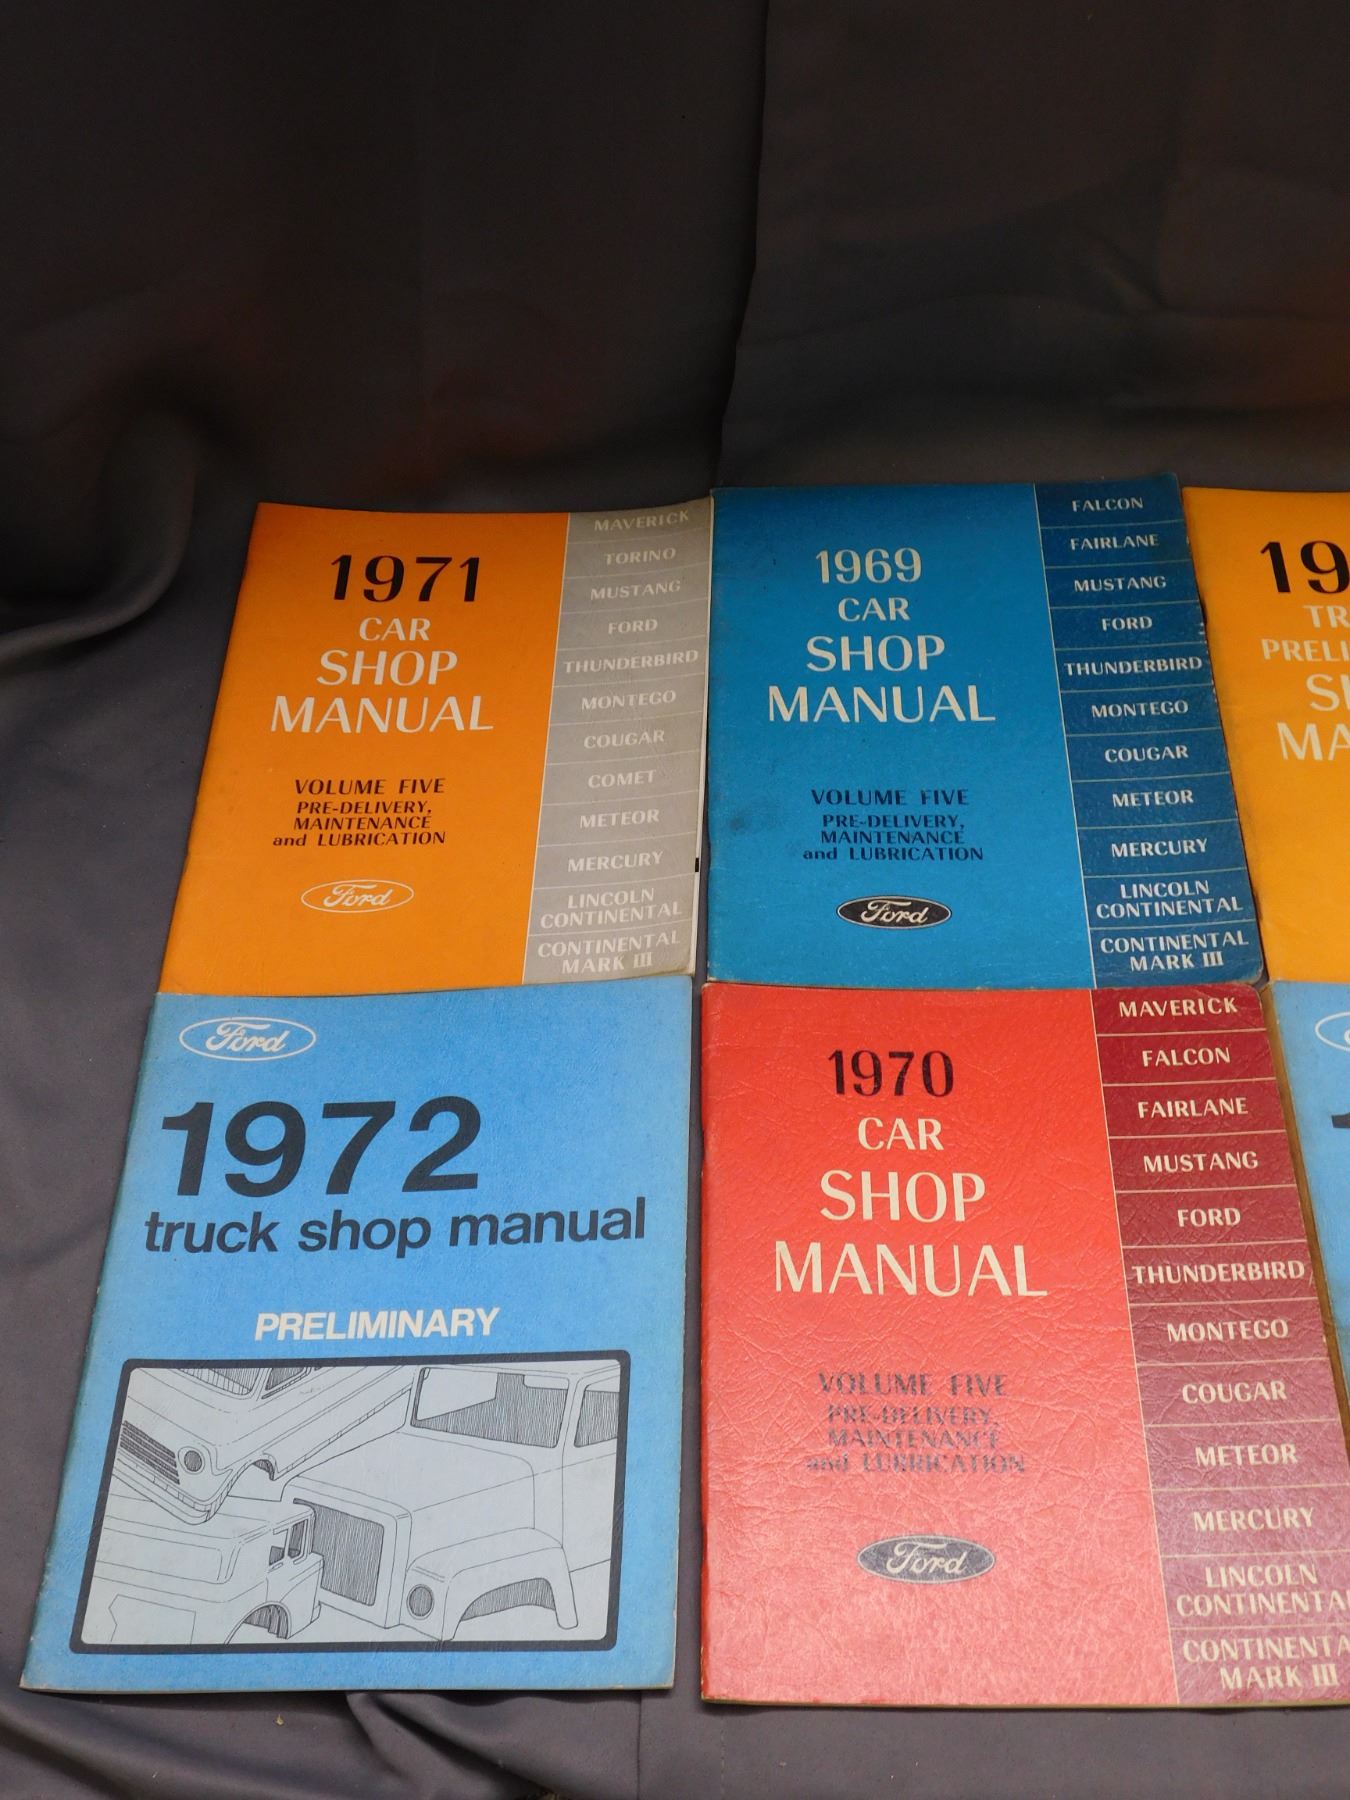 1971
CAR
SHOP
MANUAL
VOLUME FIVE
PRE-DELIVERY,
MAINTENANCE
and LUBRICATION
Ford
MAVERICK
TORINO
MUSTANG
FORD
THUNDERBIRD
MONTEGO
COUGAR
COMET
METEOR
MERCURY
LINCOLN
CONTINENTAL
CONTINENTAL
MARK III
1969
CAR
SHOP
MANUAL
VOLUME FIVE
PRE-DELIVERY,
MAINTENANCE
and LUBRICATION
Ford
FALCON
FAIRLANE
MUSTANG
FORD
THUNDERBIRD
MONTEGO
COUGAR
METEOR
MERCURY
LINCOLN
CONTINENTAL
CONTINENTAL
MARK III
Ford
1972
truck shop manual
PRELIMINARY
1970
CAR
SHOP
MANUAL
VOLUME FIVE
PRE-DELIVERY,
MAINTENANCE
and LUBRICATION
Ford
MAVERICK
FALCON
FAIRLANE
MUSTANG
FORD
THUNDERBIRD
MONTEGO
COUGAR
METEOR
MERCURY
LINCOLN
CONTINENTAL
CONTINENTA
MARK III